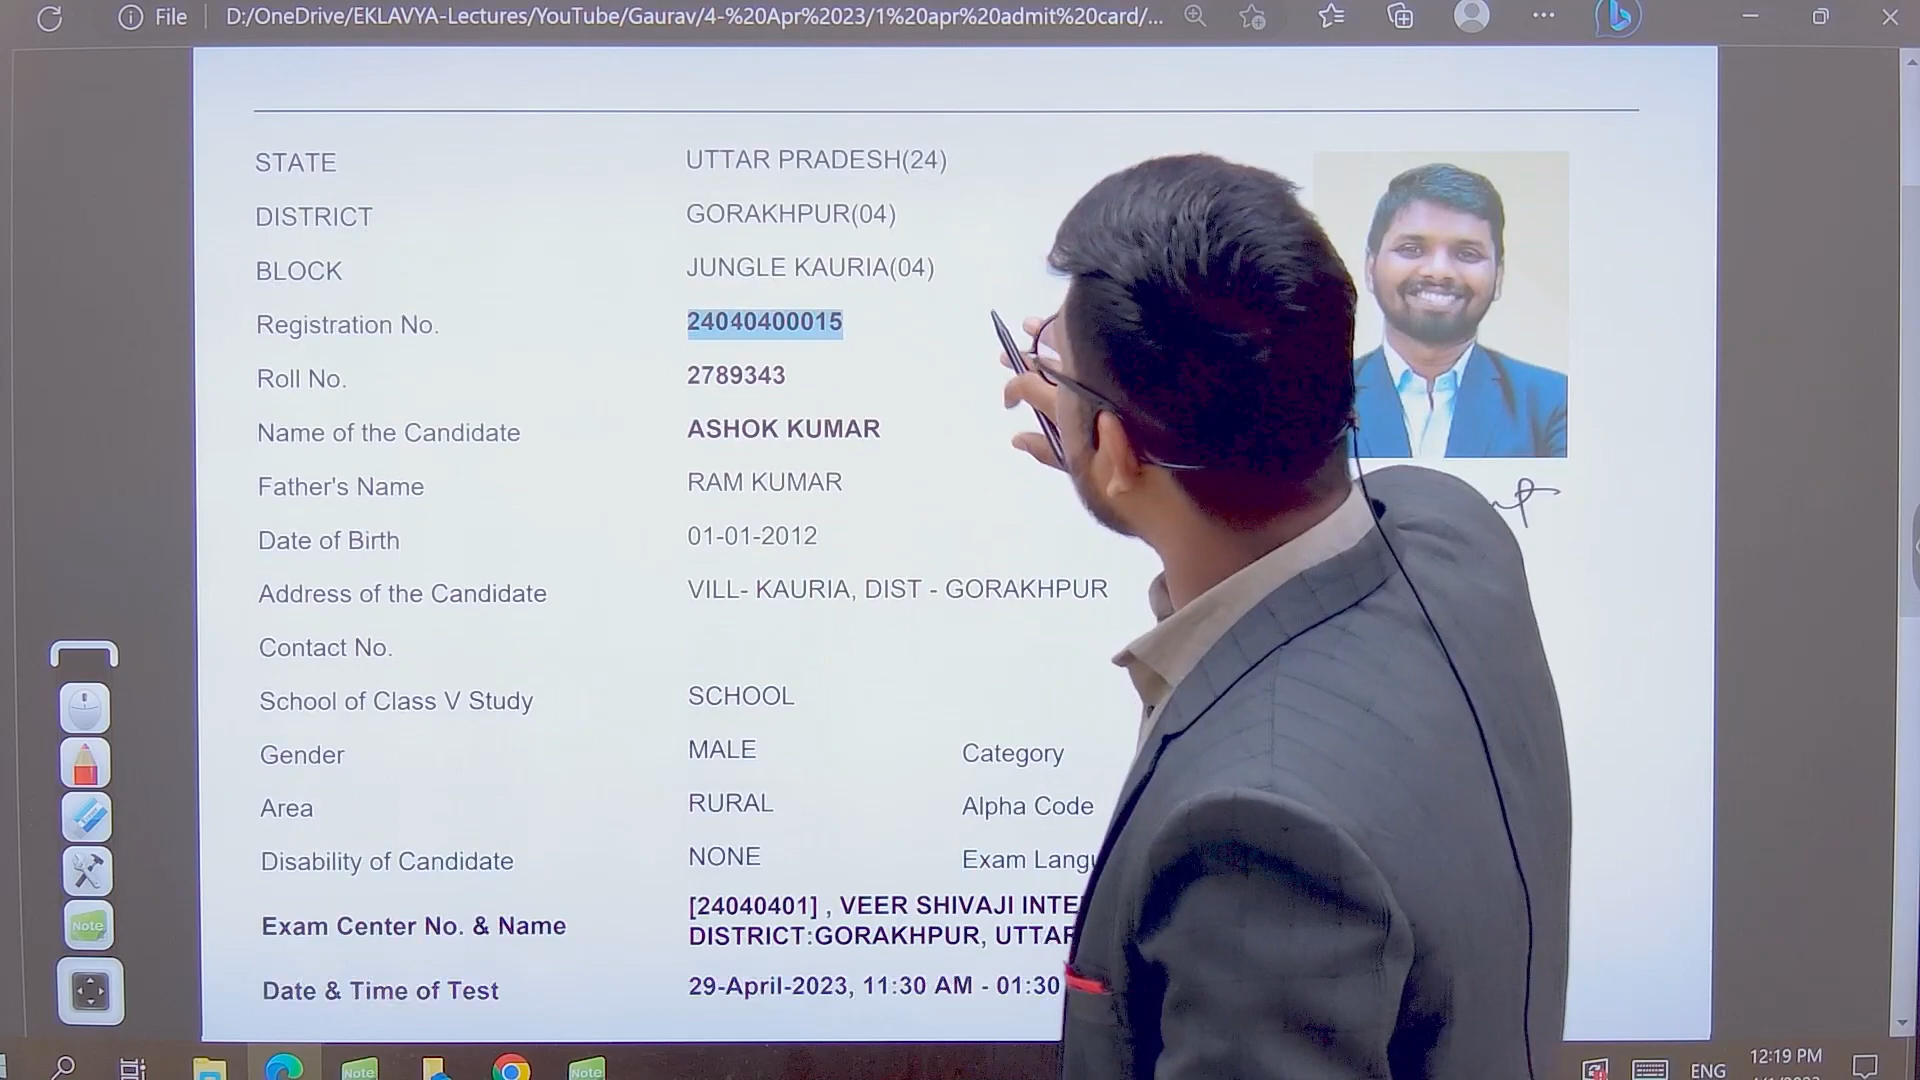 File D:/OneDrive/EKLAVYA-Lectures/YouTube/Gaurav/4-%20Apr%2023/1%20apr%20admit%20card/...
STATE UTTAR PRADESH(24)
DISTRICT GORAKHPUR(04)
BLOCK JUNGLE KAURIA(04)
Registration No. 24040400015
Roll No. 2789343
Name of the Candidate ASHOK KUMAR
Father's Name RAM KUMAR
Date of Birth 01-01-2012
Address of the Candidate VILL- KAURIA, DIST - GORAKHPUR
Contact No.
School of Class V Study SCHOOL
Gender MALE Category
Area RURAL Alpha Code
Disability of Candidate NONE Exam
Exam Center No. & Name [24040401] , VEER SHIVAJI
DISTRICT:GORAKHPUR, UTTAR
Date & Time of Test 29-April-2023, 11:30 AM - 01:30
Note
Note Note ENG 12:19 PM